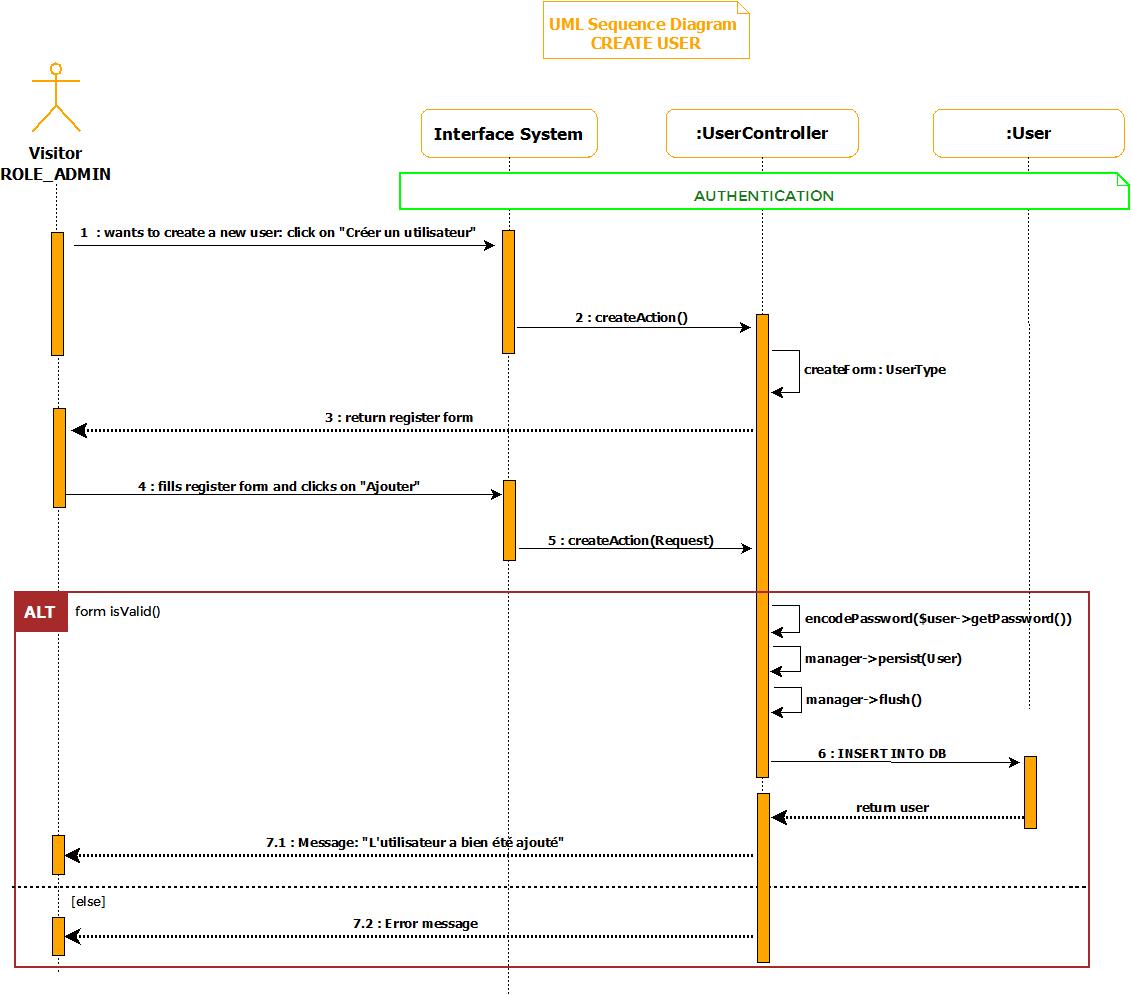 UML Sequence Diagram
CREATE USER
Visitor
ROLE_ADMIN
Interface System
:UserController
:User
AUTHENTICATION
1 : wants to create a new user: click on "Créer un utilisateur"
2 : createAction()
createForm: UserType
3 : return register form
4 : fills register form and clicks on "Ajouter"
5 : createAction(Request)
ALT
form isValid()
encodePassword($user->getPassword())
manager->persist(User)
manager->flush()
6 : INSERT INTO DB
return user
7.1 : Message: "L'utilisateur a bien été ajouté"
[else]
7.2 : Error message